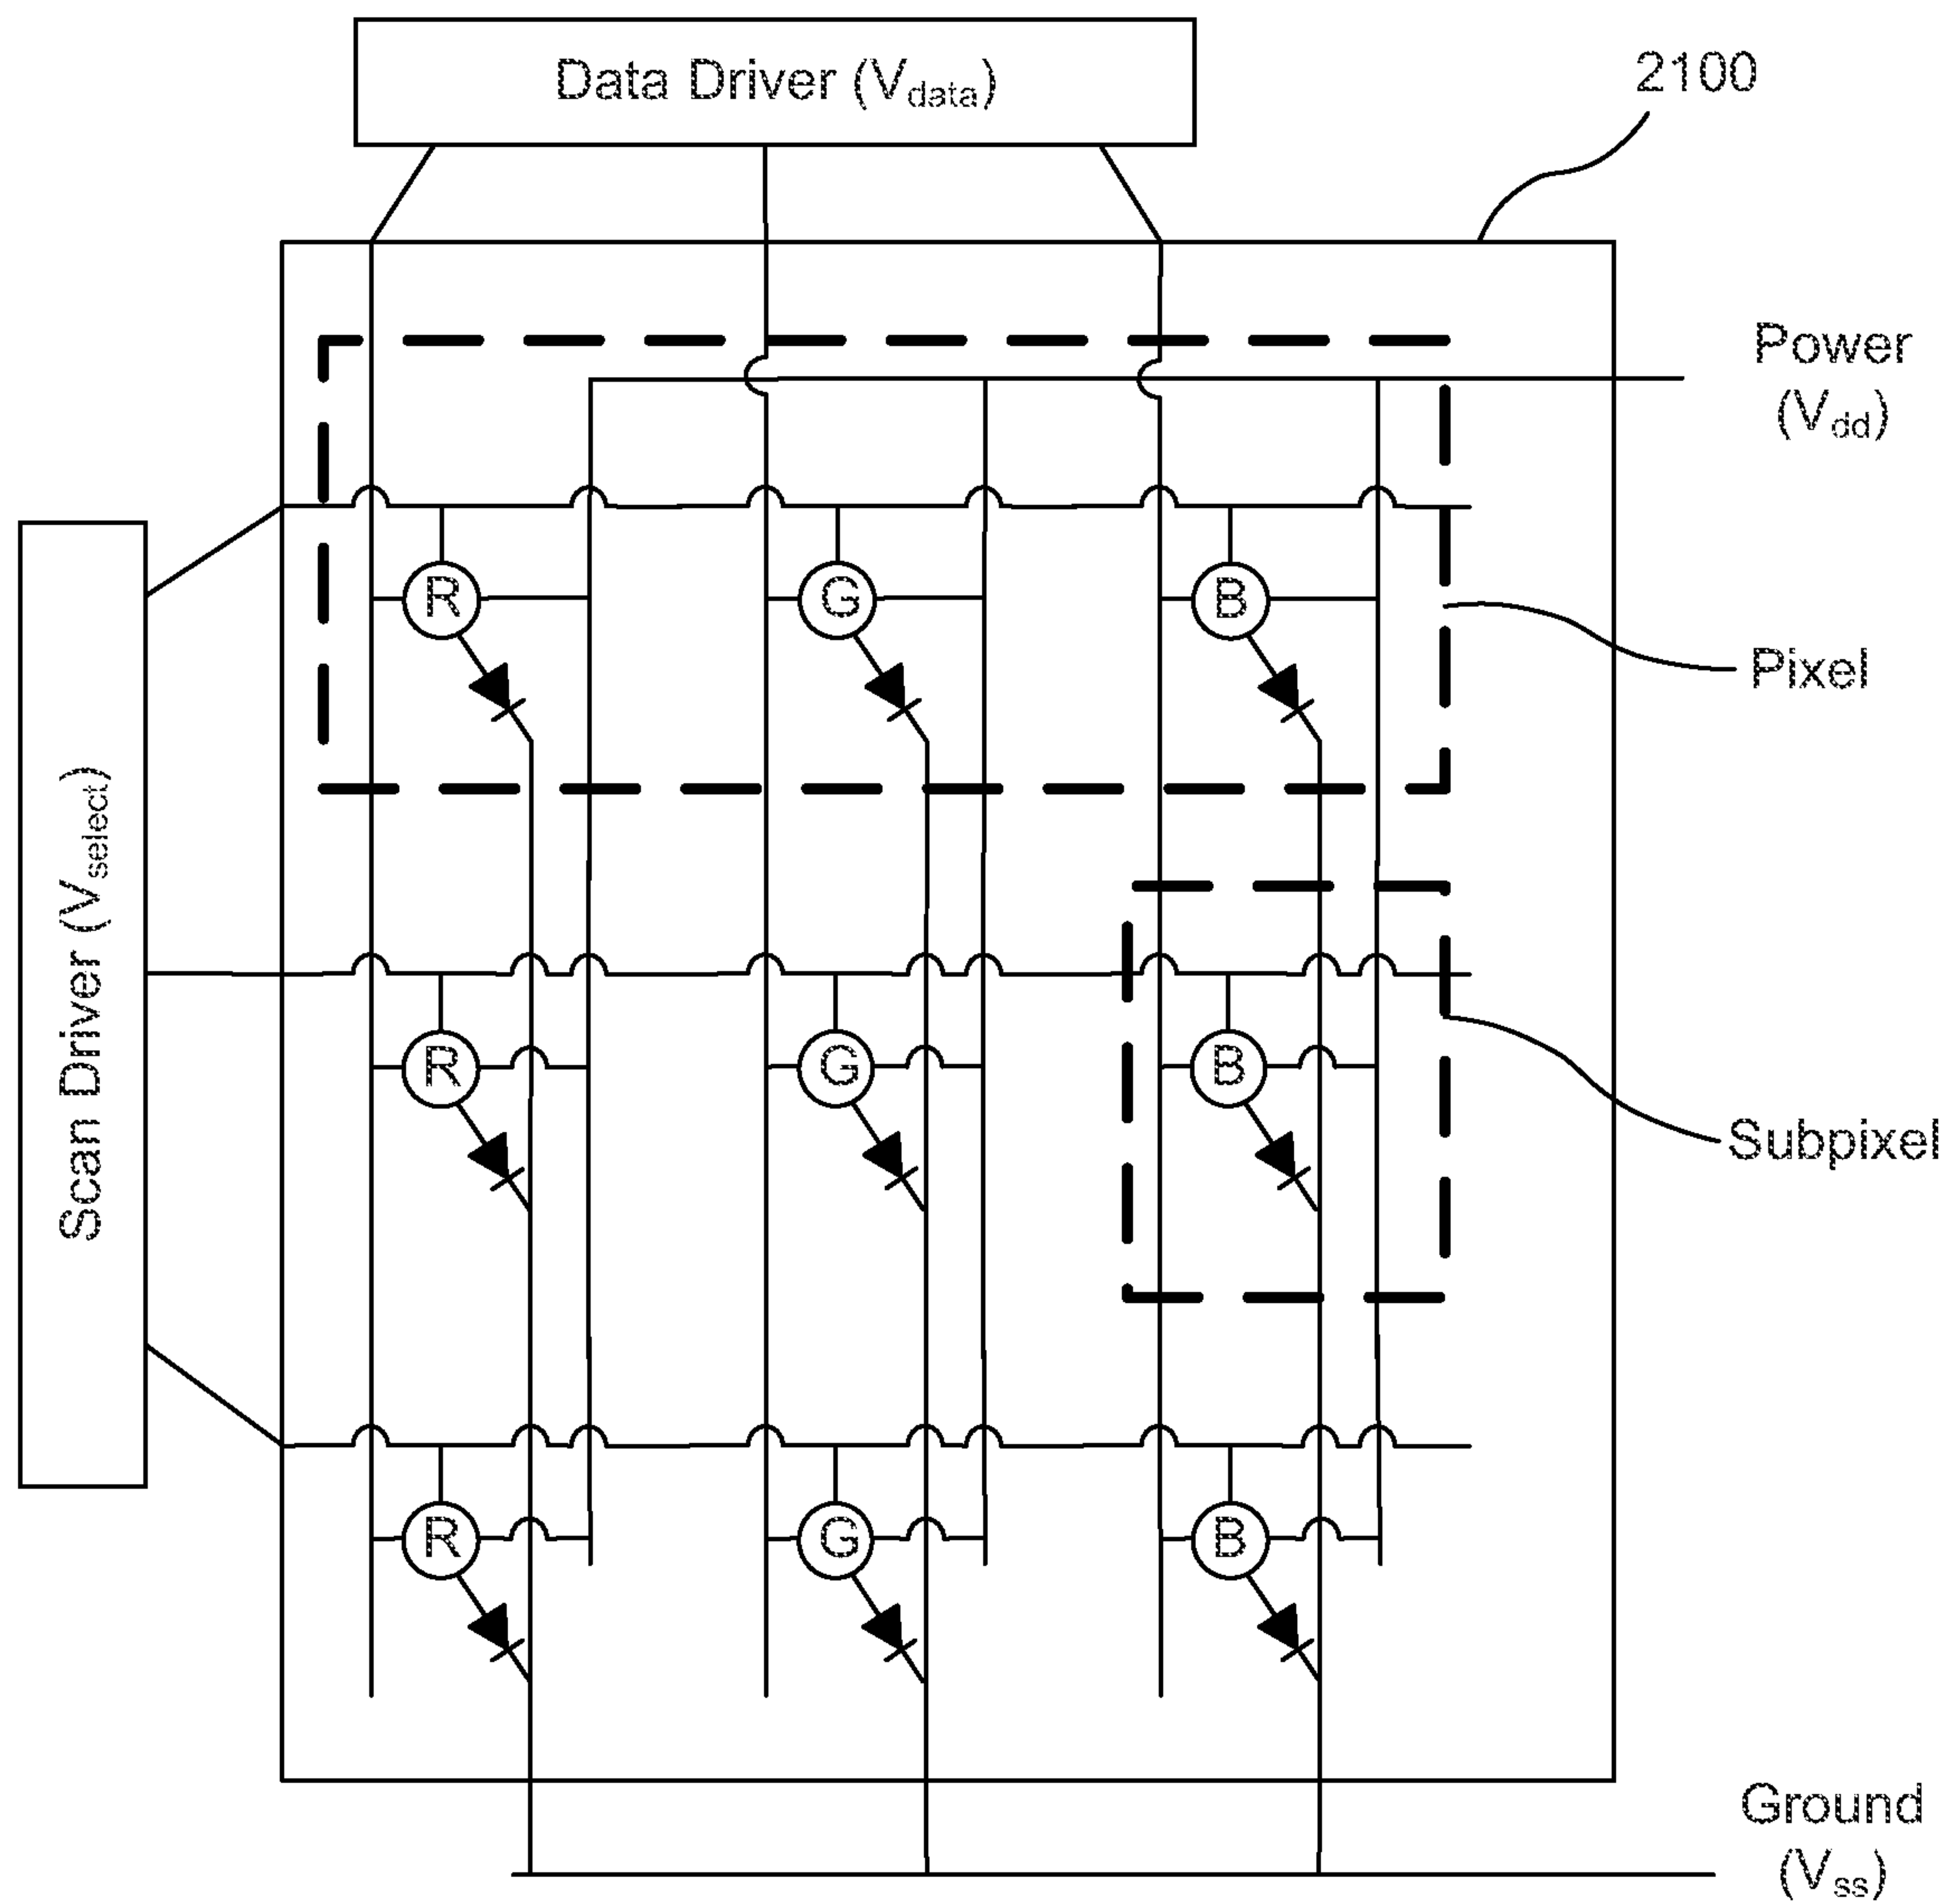 Data Driver (Vdata)
2100
Power
(Vdd)
R G B
Pixel
Scan Driver (Vselect)
R G B
Subpixel
R G B
Ground
(Vss)